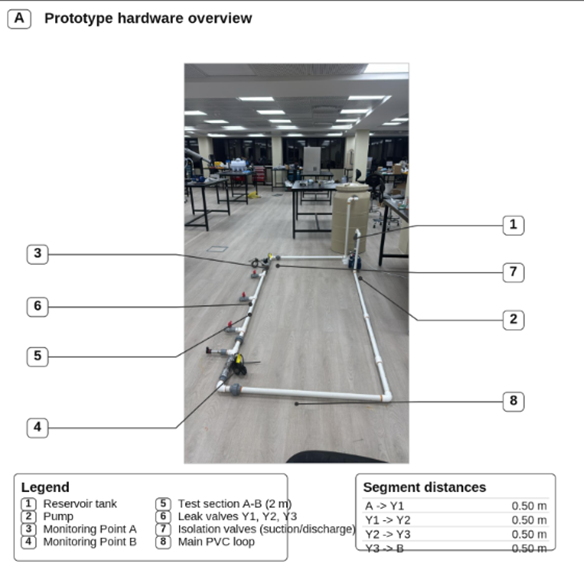 A Prototype hardware overview
1
3
7
6
2
5
8
4
Legend
1 Reservoir tank
2 Pump
3 Monitoring Point A
4 Monitoring Point B
5 Test section A-B (2 m)
6 Leak valves Y1, Y2, Y3
7 Isolation valves (suction/discharge)
8 Main PVC loop
Segment distances
A -> Y1 0.50 m
Y1 -> Y2 0.50 m
Y2 -> Y3 0.50 m
Y3 -> B 0.50 m